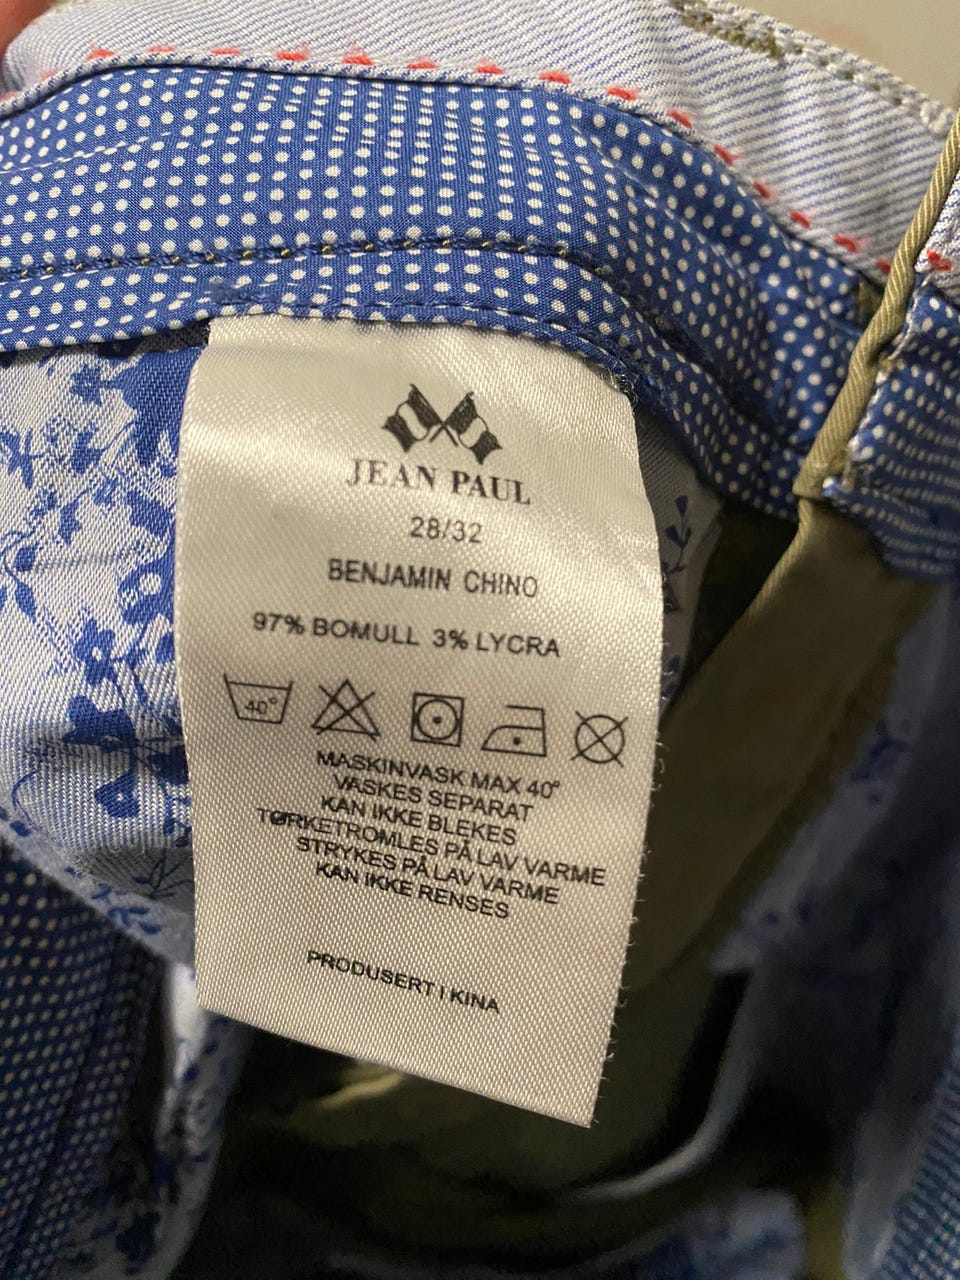 JEAN PAUL
28/32
BENJAMIN CHINO
97% BOMULL 3% LYCRA
40°
MASKINVASK MAX 40°
VASKES SEPARAT
KAN IKKE BLEKES
TØRKETROMLES PÅ LAV VARME
STRYKES PÅ LAV VARME
KAN IKKE RENSES
PRODUSERT I KINA